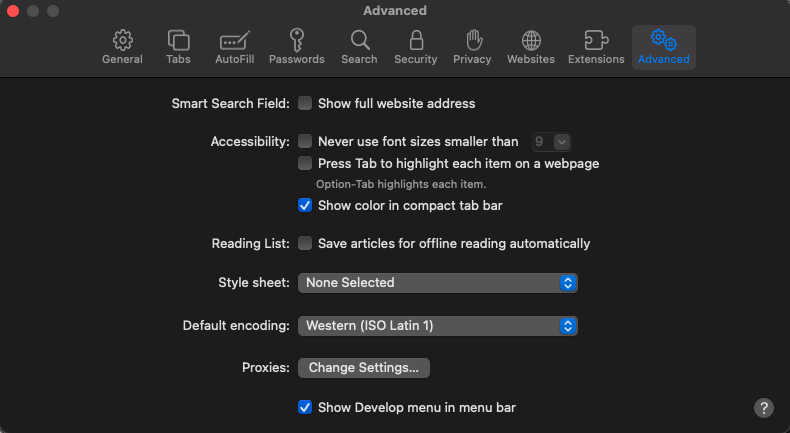 Advanced
General
Tabs
AutoFill
Passwords
Search
Security
Privacy
Websites
Extensions
Advanced
Smart Search Field: Show full website address
Accessibility: Never use font sizes smaller than 9
Press Tab to highlight each item on a webpage
Option-Tab highlights each item.
Show color in compact tab bar
Reading List: Save articles for offline reading automatically
Style sheet: None Selected
Default encoding: Western (ISO Latin 1)
Proxies: Change Settings...
Show Develop menu in menu bar
?